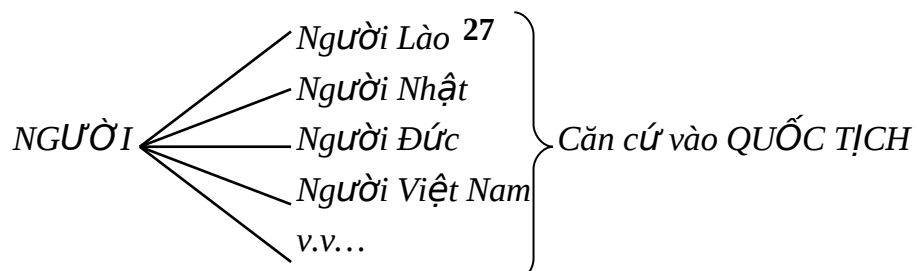 Người Lào 27
Người Nhật
NGƯỜI Người Đức Căn cứ vào QUỐC TỊCH
Người Việt Nam
v.v…